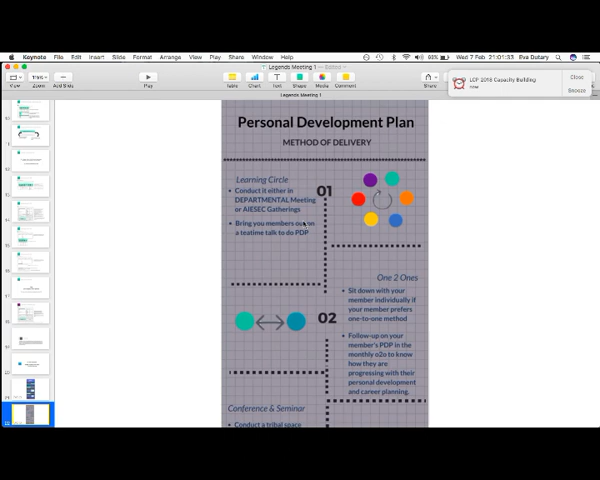 Keynote File Edit Insert Slide Format Arrange View Play Share Window Help
Wed 7 Feb 21:01:33 Eva Dutary
Legends Meeting 1
View Zoom Add Slide Play Table Chart Text Shape Media Comment
LCP 2018 Capacity Building
now
Close
Snooze
Legends Meeting 1
Personal Development Plan
METHOD OF DELIVERY
Learning Circle
• Conduct it either in
DEPARTMENTAL Meeting
or AIESEC Gatherings
• Bring you members out on
a teatime talk to do PDP
01
One 2 Ones
• Sit down with your
member individually if
your member prefers
one-to-one method
• Follow-up on your
member's PDP in the
monthly o2o to know
how they are
progressing with their
personal development
and career planning.
02
Conference & Seminar
• Conduct a tribal space